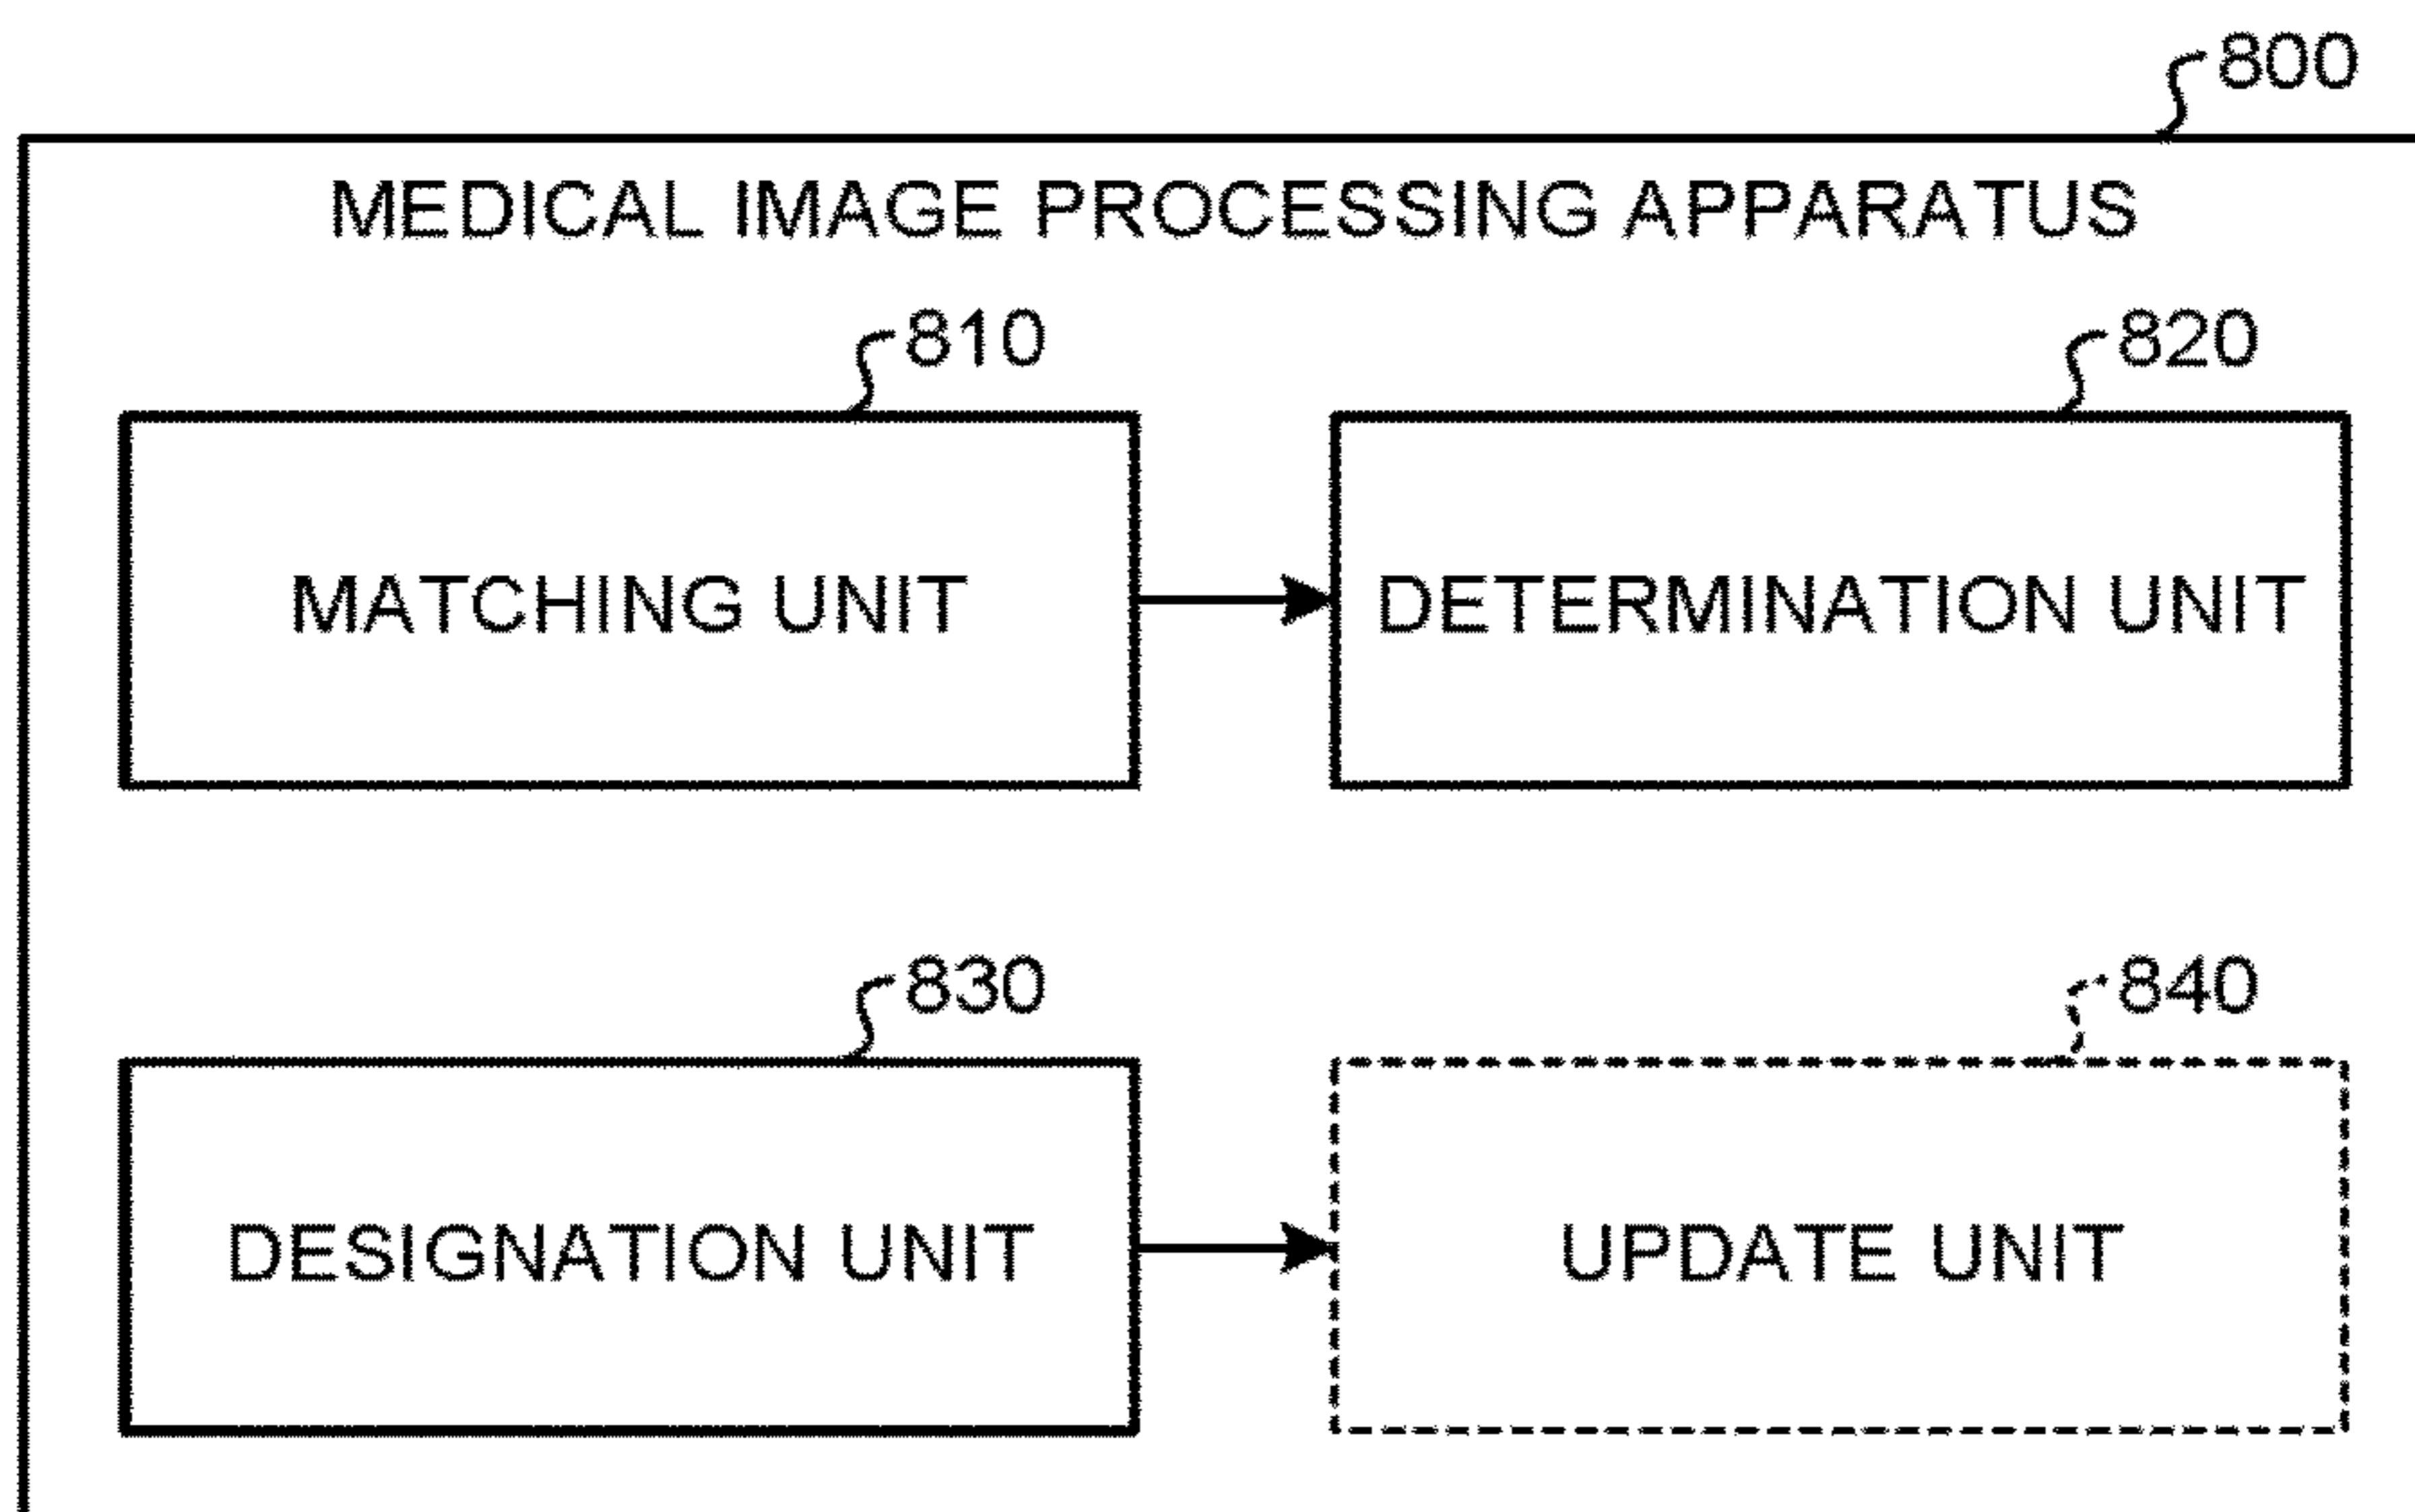 800
MEDICAL IMAGE PROCESSING APPARATUS
810
820
MATCHING UNIT
DETERMINATION UNIT
830
840
DESIGNATION UNIT
UPDATE UNIT